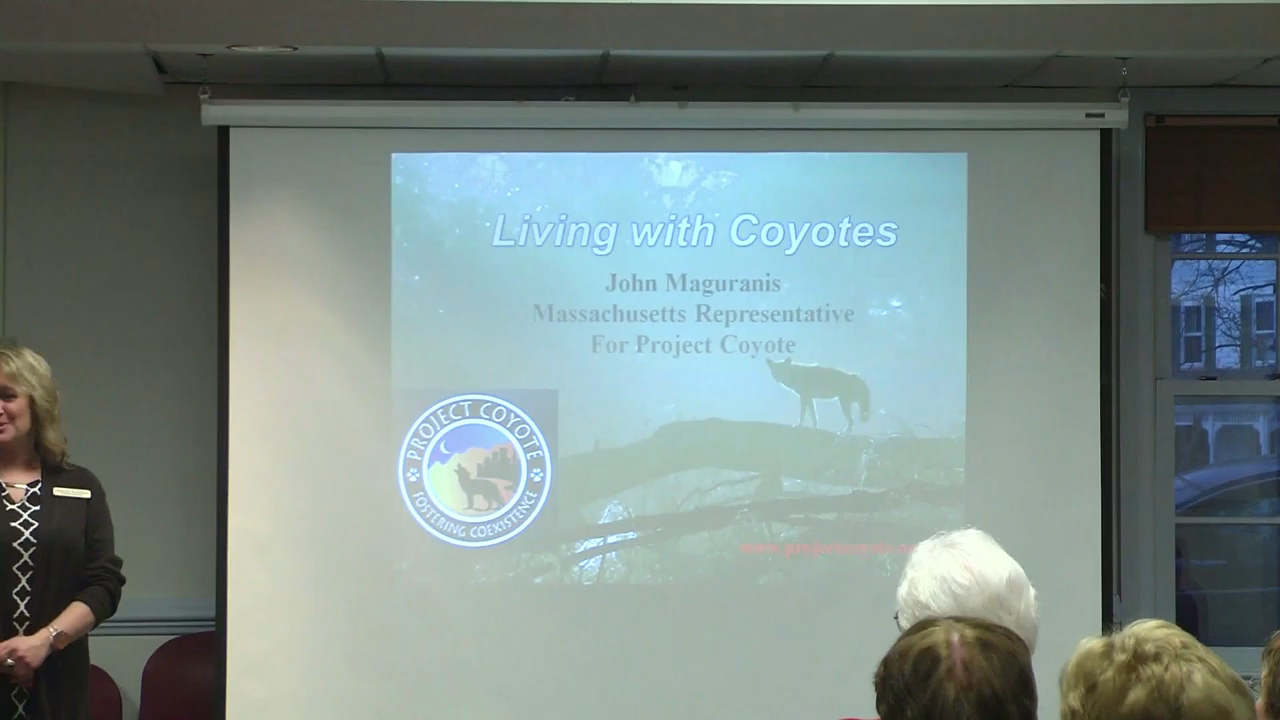 Living with Coyotes
John Maguranis
Massachusetts Representative
For Project Coyote
PROJECT COYOTE
FOSTERING COEXISTENCE